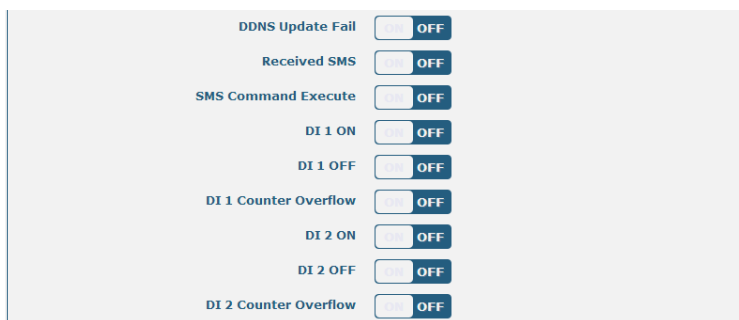 DDNS Update Fail ON OFF
Received SMS ON OFF
SMS Command Execute ON OFF
DI 1 ON ON OFF
DI 1 OFF ON OFF
DI 1 Counter Overflow ON OFF
DI 2 ON ON OFF
DI 2 OFF ON OFF
DI 2 Counter Overflow ON OFF